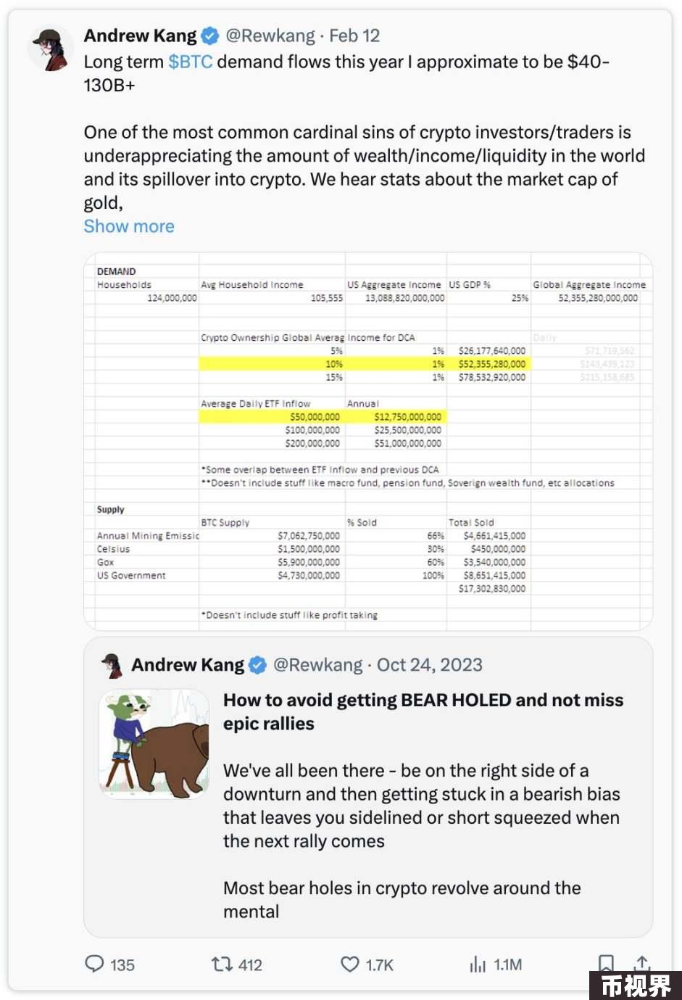 Andrew Kang @Rewkang · Feb 12
Long term $BTC demand flows this year I approximate to be $40-
130B+
One of the most common cardinal sins of crypto investors/traders is
underappreciating the amount of wealth/income/liquidity in the world
and its spillover into crypto. We hear stats about the market cap of
gold,
Show more
DEMAND
Households Avg Household Income US Aggregate Income US GDP % Global Aggregate Income
124,000,000 105,555 13,088,820,000,000 25% 52,355,280,000,000
Crypto Ownership Global Averag Income for DCA Daily
5% 1% $26,177,640,000 $71,719,562
10% 1% $52,355,280,000 $143,439,123
15% 1% $78,532,920,000 $215,158,685
Average Daily ETF Inflow Annual
$50,000,000 $12,750,000,000
$100,000,000 $25,500,000,000
$200,000,000 $51,000,000,000
*Some overlap between ETF Inflow and previous DCA
**Doesn't include stuff like macro fund, pension fund, Soverign wealth fund, etc allocations
Supply
BTC Supply % Sold Total Sold
Annual Mining Emissic $7,062,750,000 66% $4,661,415,000
Celsius $1,500,000,000 30% $450,000,000
Gox $5,900,000,000 60% $3,540,000,000
US Government $4,730,000,000 100% $8,651,415,000
$17,302,830,000
*Doesn't include stuff like profit taking
Andrew Kang @Rewkang · Oct 24, 2023
How to avoid getting BEAR HOLED and not miss
epic rallies
We've all been there - be on the right side of a
downturn and then getting stuck in a bearish bias
that leaves you sidelined or short squeezed when
the next rally comes
Most bear holes in crypto revolve around the
mental
135 412 1.7K 1.1M
币视界